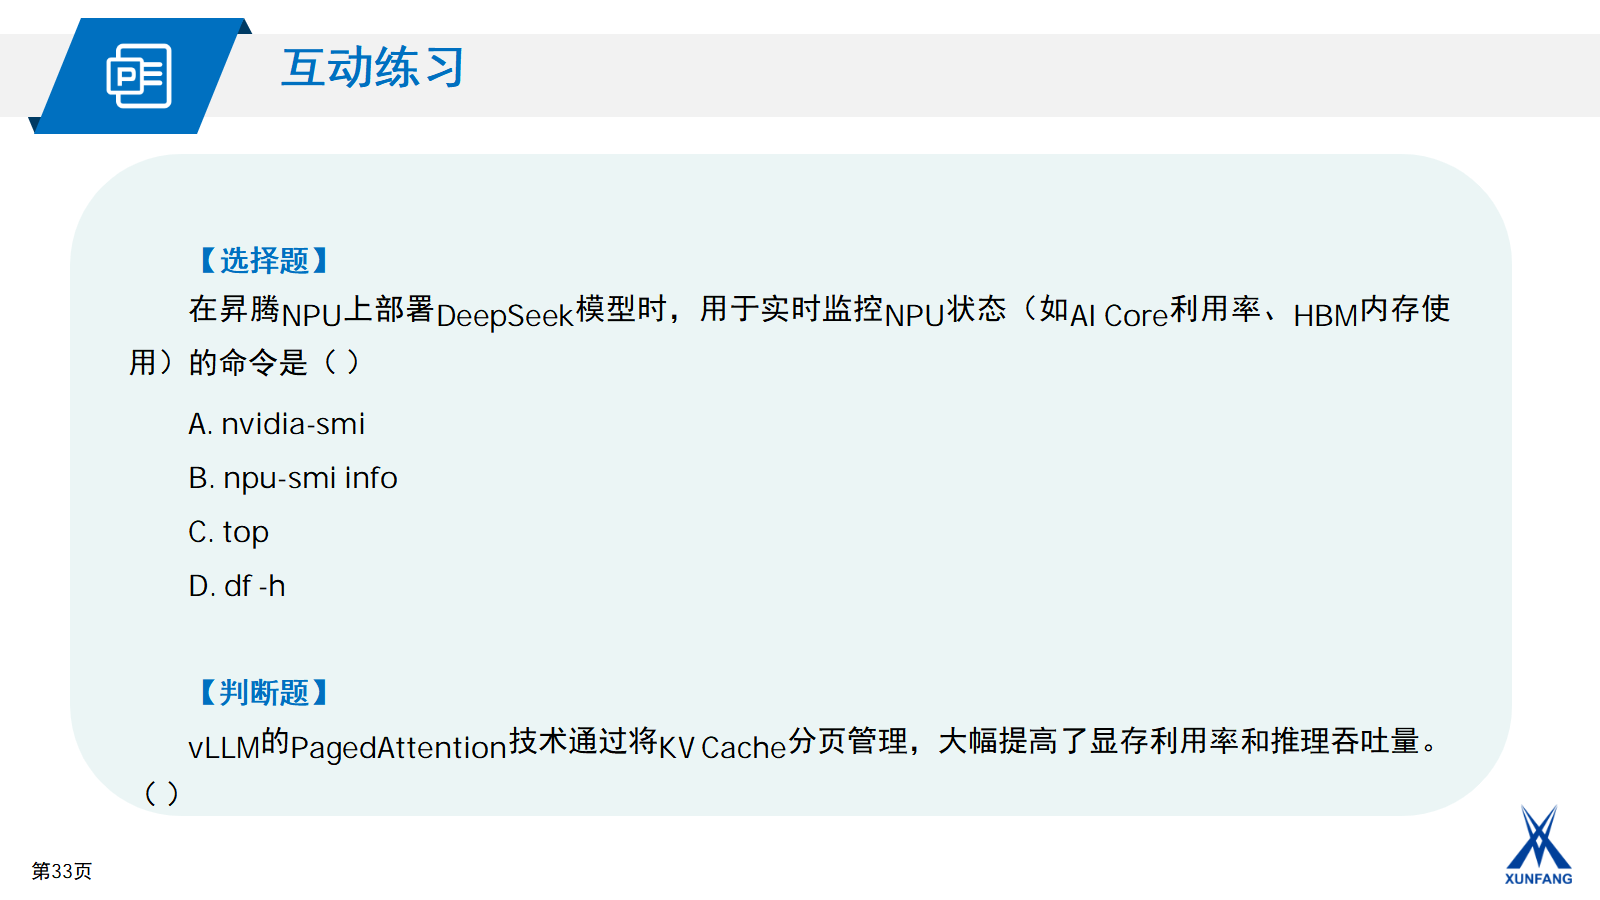 互动练习
【选择题】
在昇腾NPU上部署DeepSeek模型时，用于实时监控NPU状态（如AI Core利用率、HBM内存使
用）的命令是（ ）
A. nvidia-smi
B. npu-smi info
C. top
D. df -h
【判断题】
vLLM的PagedAttention技术通过将KV Cache分页管理，大幅提高了显存利用率和推理吞吐量。
（ ）
第33页
XUNFANG